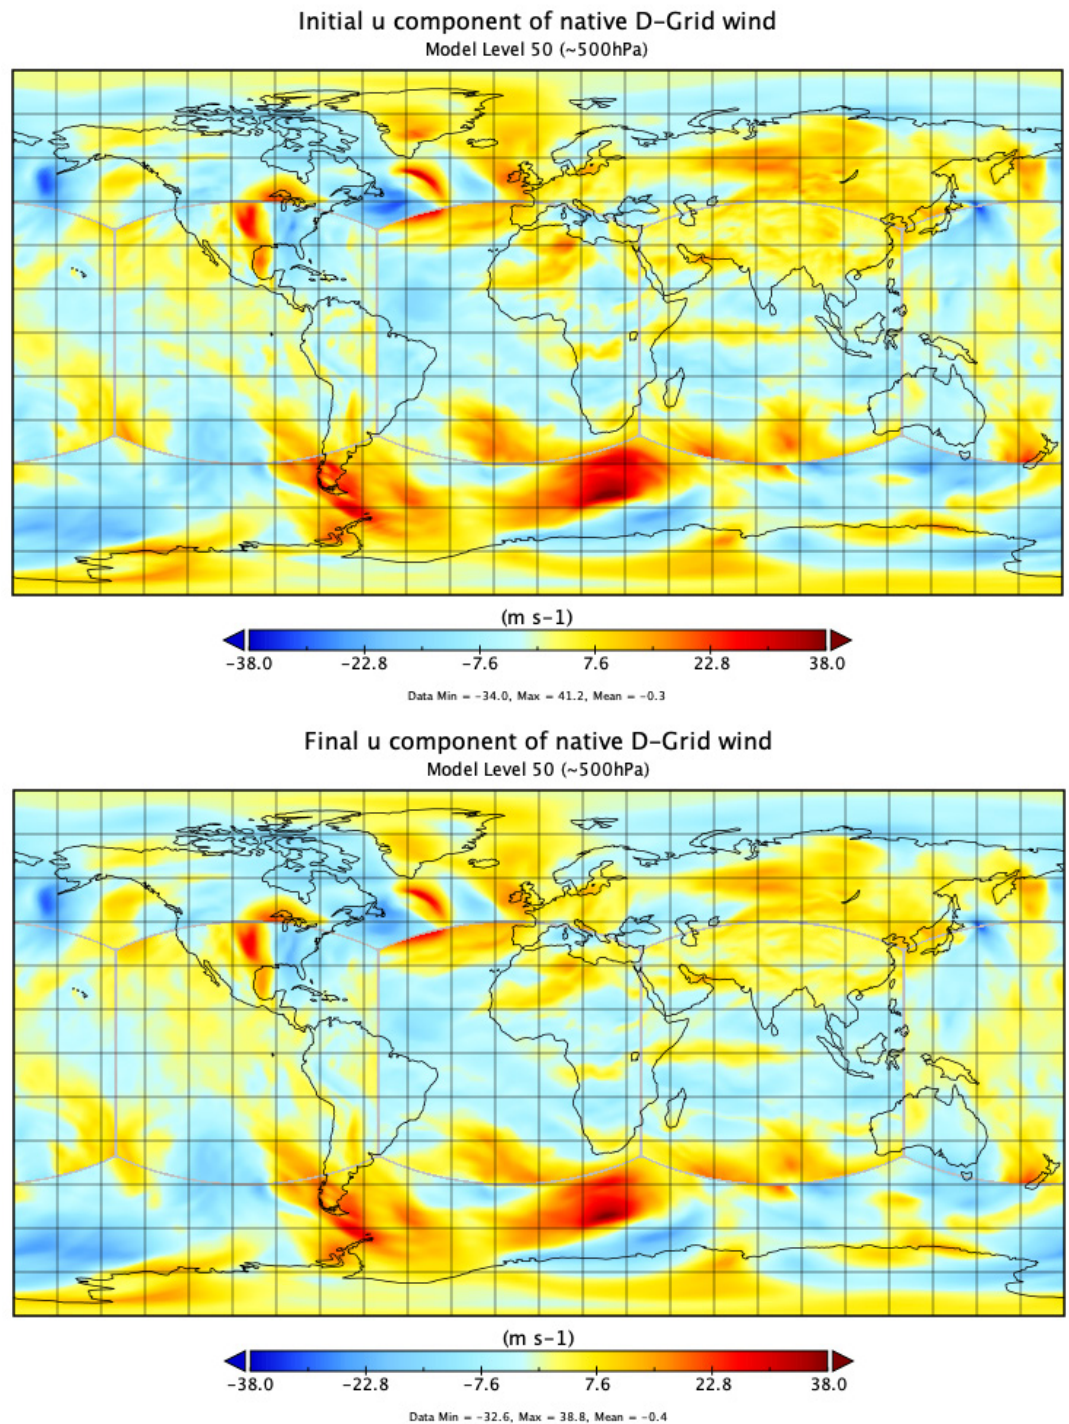 Initial u component of native D-Grid wind
Model Level 50 (~500hPa)
(m s-1)
-38.0 -22.8 -7.6 7.6 22.8 38.0
Data Min = -34.0, Max = 41.2, Mean = -0.3
Final u component of native D-Grid wind
Model Level 50 (~500hPa)
(m s-1)
-38.0 -22.8 -7.6 7.6 22.8 38.0
Data Min = -32.6, Max = 38.8, Mean = -0.4